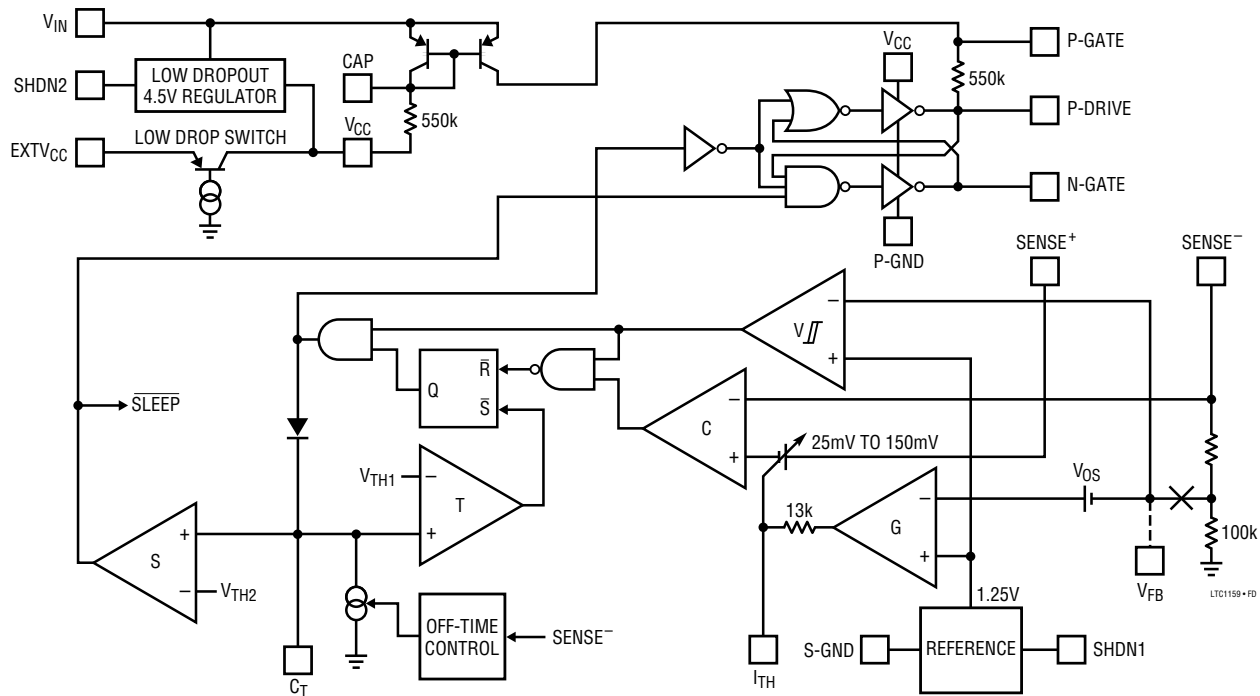 V_IN
SHDN2
LOW DROPOUT
4.5V REGULATOR
CAP
V_CC
P-GATE
550k
550k
P-DRIVE
LOW DROP SWITCH
V_CC
EXTV_CC
N-GATE
P-GND
SENSE⁺
SENSE⁻
−
V
+
Q
R̅
S̅
S̅L̅E̅E̅P̅
−
C
+
25mV TO 150mV
V_TH1
−
T
+
V_OS
13k
−
G
+
100k
+
S
−
V_TH2
1.25V
V_FB
LTC1159 • FD
OFF-TIME
CONTROL
SENSE⁻
C_T
I_TH
S-GND
REFERENCE
SHDN1